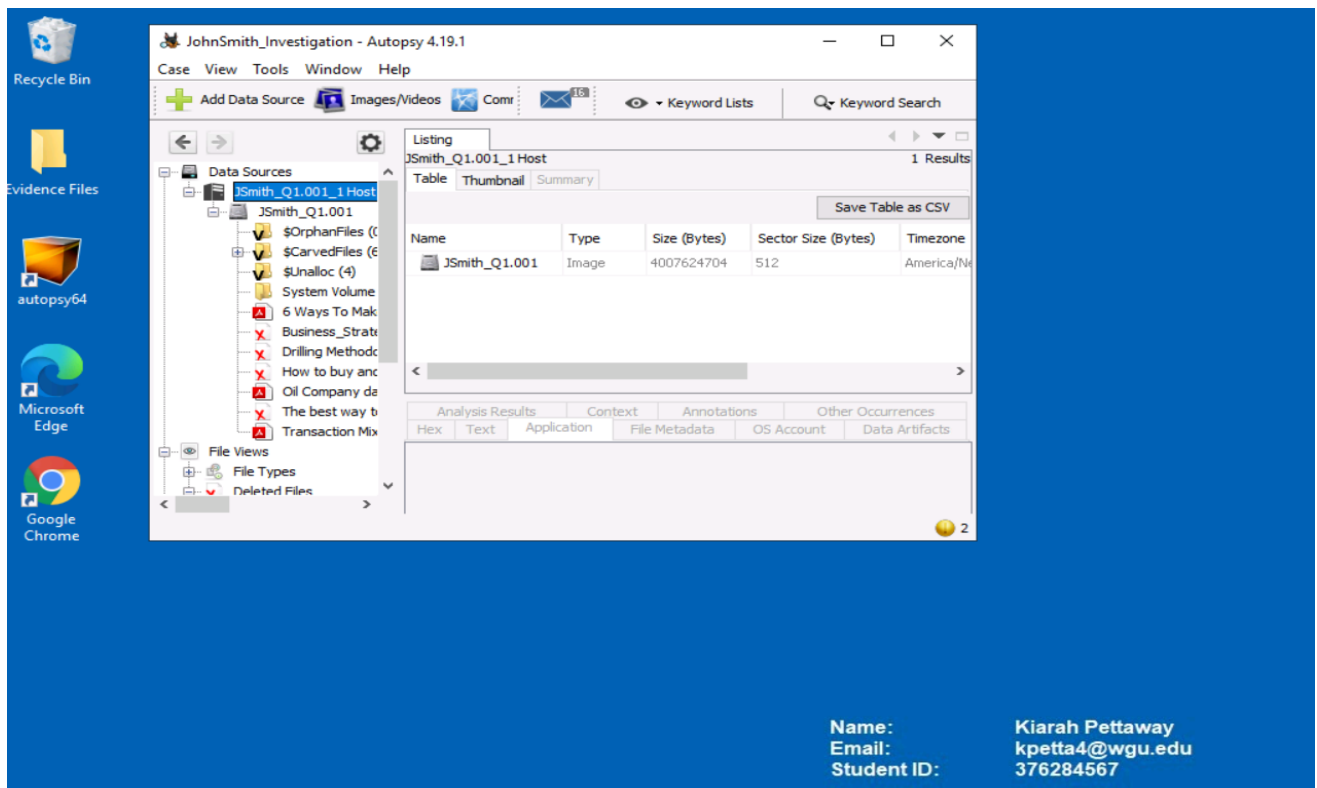 Recycle Bin
Evidence Files
autopsy64
Microsoft
Edge
Google
Chrome
JohnSmith_Investigation - Autopsy 4.19.1
Case View Tools Window Help
Add Data Source Images/Videos Comr 16 Keyword Lists Keyword Search
Data Sources
JSmith_Q1.001_1 Host
JSmith_Q1.001
$OrphanFiles (0
$CarvedFiles (6
$Unalloc (4)
System Volume
6 Ways To Mak
Business_Strate
Drilling Methodo
How to buy and
Oil Company da
The best way t
Transaction Mix
File Views
File Types
Deleted Files
Listing
JSmith_Q1.001_1 Host 1 Results
Table Thumbnail Summary
Save Table as CSV
Name Type Size (Bytes) Sector Size (Bytes) Timezone
JSmith_Q1.001 Image 4007624704 512 America/Ne
Analysis Results Context Annotations Other Occurrences
Hex Text Application File Metadata OS Account Data Artifacts
2
Name: Kiarah Pettaway
Email: kpetta4@wgu.edu
Student ID: 376284567